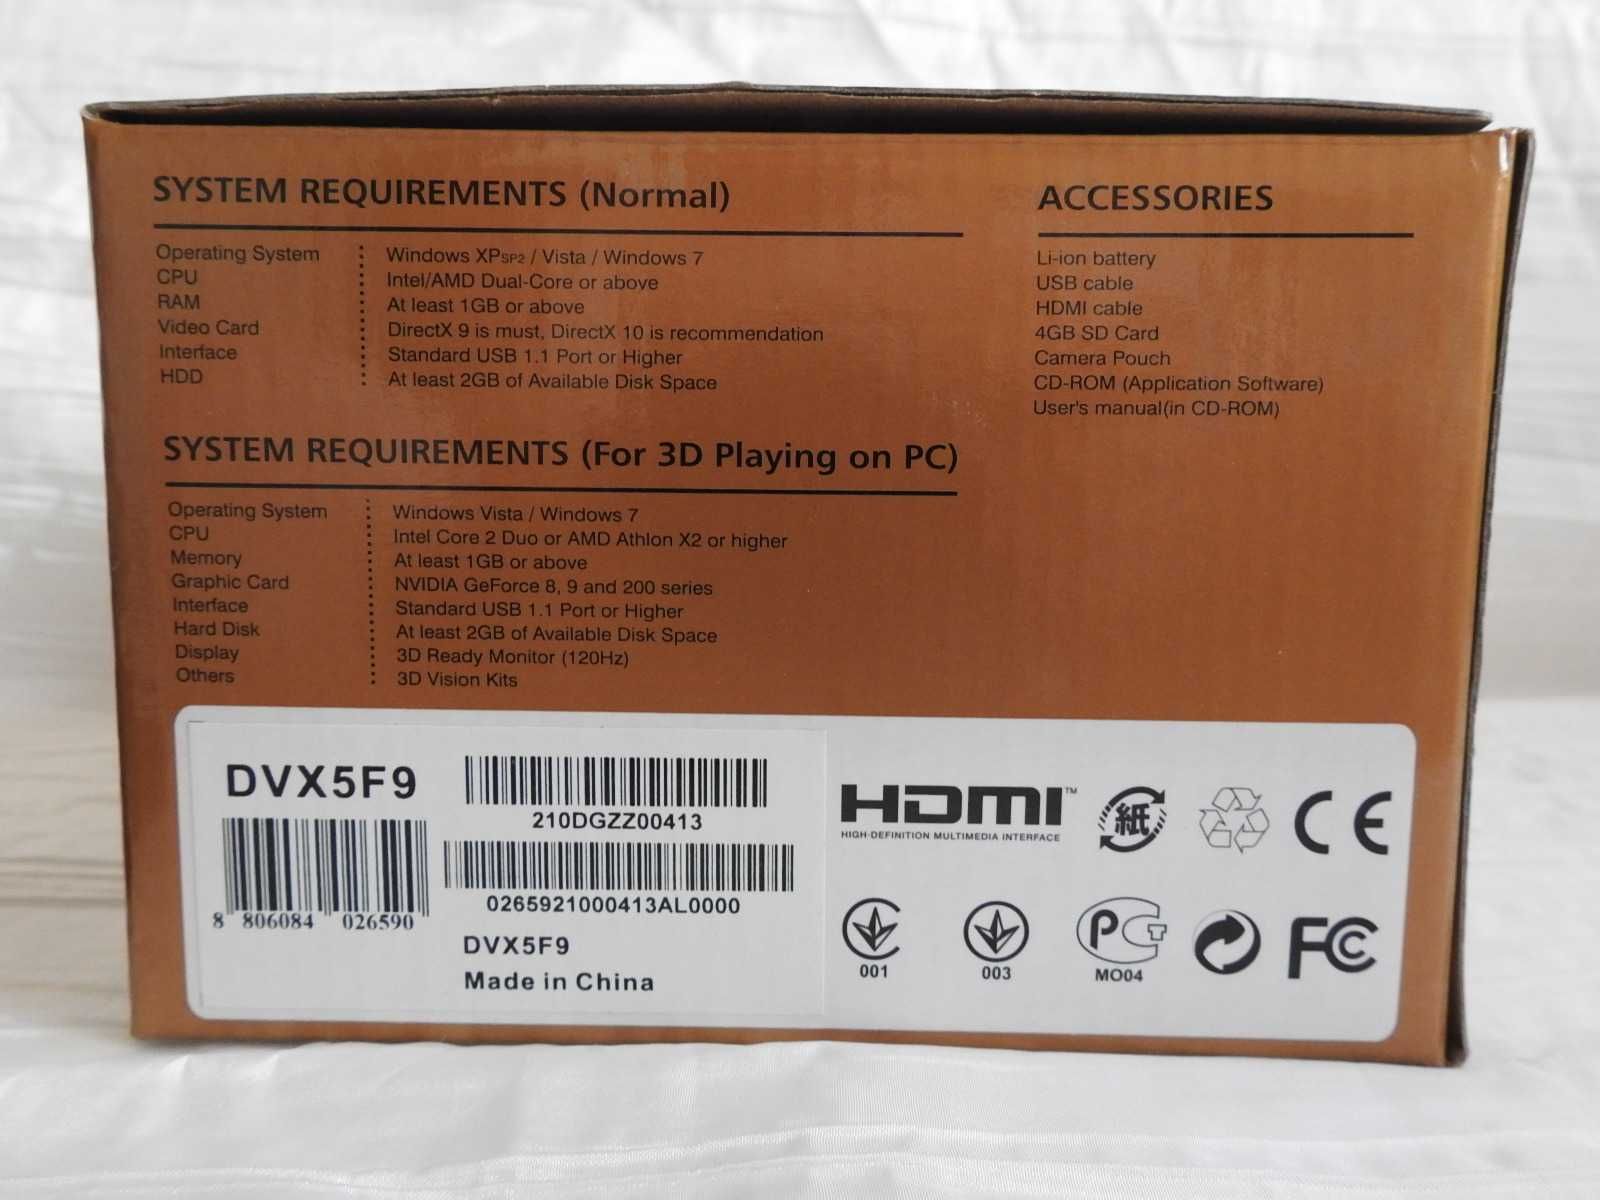 SYSTEM REQUIREMENTS (Normal)
Operating System : Windows XPSP2 / Vista / Windows 7
CPU : Intel/AMD Dual-Core or above
RAM : At least 1GB or above
Video Card : DirectX 9 is must, DirectX 10 is recommendation
Interface : Standard USB 1.1 Port or Higher
HDD : At least 2GB of Available Disk Space
SYSTEM REQUIREMENTS (For 3D Playing on PC)
Operating System : Windows Vista / Windows 7
CPU : Intel Core 2 Duo or AMD Athlon X2 or higher
Memory : At least 1GB or above
Graphic Card : NVIDIA GeForce 8, 9 and 200 series
Interface : Standard USB 1.1 Port or Higher
Hard Disk : At least 2GB of Available Disk Space
Display : 3D Ready Monitor (120Hz)
Others : 3D Vision Kits
ACCESSORIES
Li-ion battery
USB cable
HDMI cable
4GB SD Card
Camera Pouch
CD-ROM (Application Software)
User's manual(in CD-ROM)
DVX5F9
8 806084 026590
210DGZZ00413
0265921000413AL0000
DVX5F9
Made in China
HDMI™
HIGH-DEFINITION MULTIMEDIA INTERFACE
紙
CE
001
003
PCT
MO04
FC